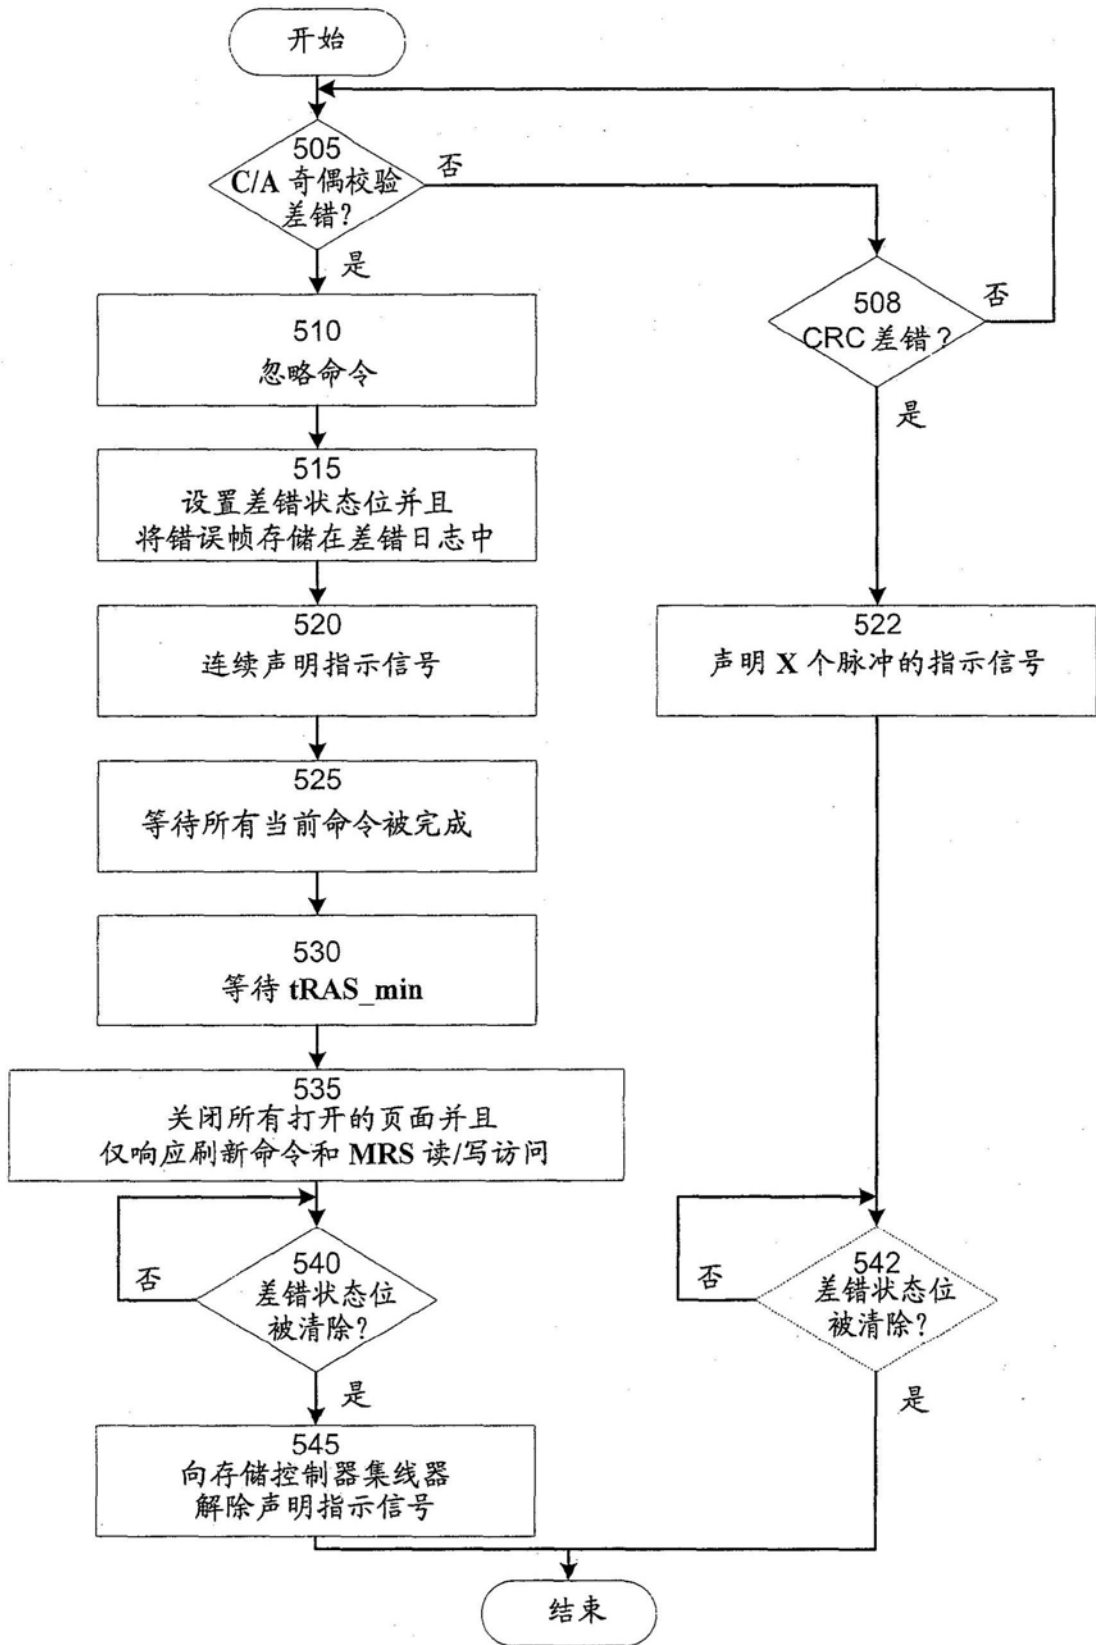 开始
505
C/A 奇偶校验
差错?
否
是
508
CRC 差错?
否
是
510
忽略命令
515
设置差错状态位并且
将错误帧存储在差错日志中
520
连续声明指示信号
522
声明 X 个脉冲的指示信号
525
等待所有当前命令被完成
530
等待 tRAS_min
535
关闭所有打开的页面并且
仅响应刷新命令和 MRS 读/写访问
540
差错状态位
被清除?
否
是
542
差错状态位
被清除?
否
是
545
向存储控制器集线器
解除声明指示信号
结束